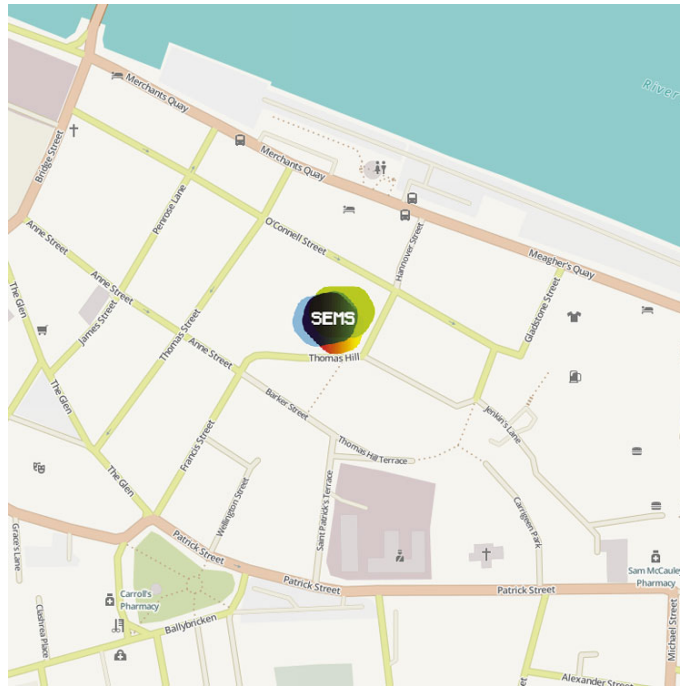 River
Merchants Quay
Bridge Street
Penrose Lane
Merchants Quay
O'Connell Street
Hannover Street
Meagher's Quay
Anne Street
Anne Street
The Glen
James Street
Thomas Street
Gladstone Street
SEMS
Anne Street
Thomas Hill
The Glen
Barker Street
Jenkin's Lane
Francis Street
Thomas Hill Terrace
The Glen
Wellington Street
Saint Patrick's Terrace
Carrigeen Park
Grace's Lane
Patrick Street
Patrick Street
Patrick Street
Sam McCauley
Pharmacy
Carroll's
Pharmacy
Clashrea Place
Ballybricken
Michael Street
Alexander Street